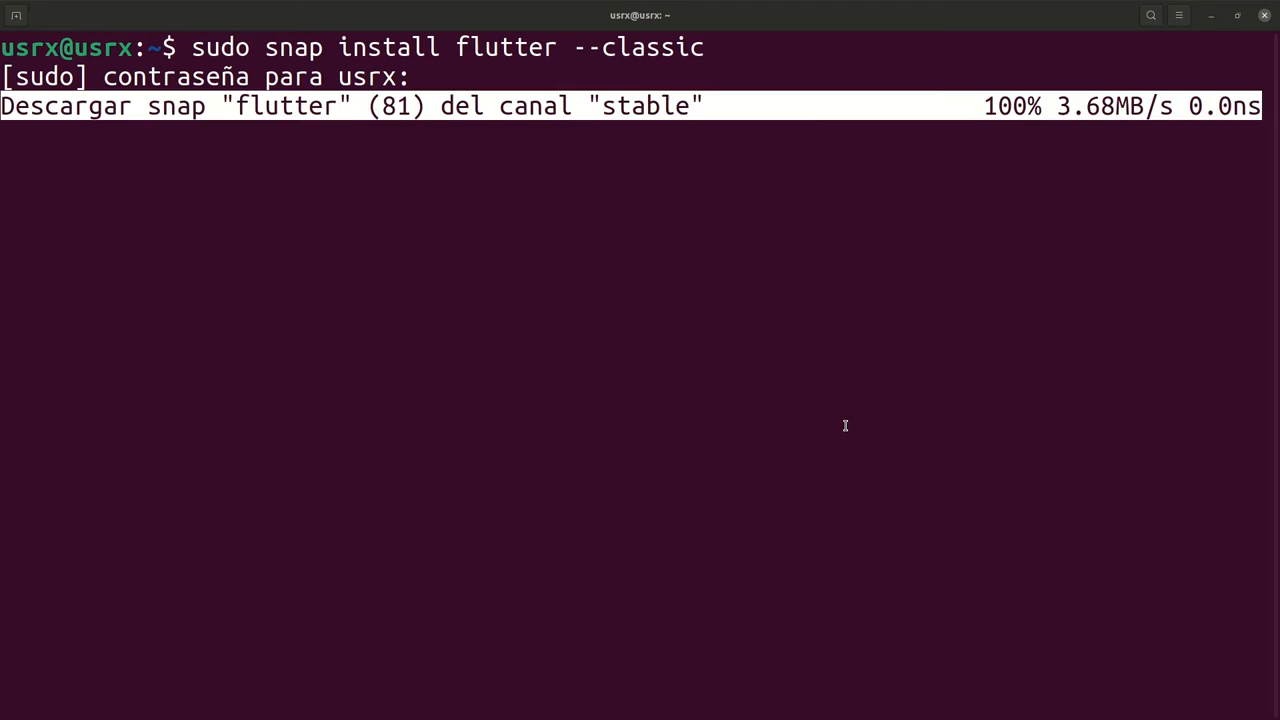 usrx@usrx: ~
usrx@usrx:~$ sudo snap install flutter --classic
[sudo] contraseña para usrx:
Descargar snap "flutter" (81) del canal "stable" 100% 3.68MB/s 0.0ns